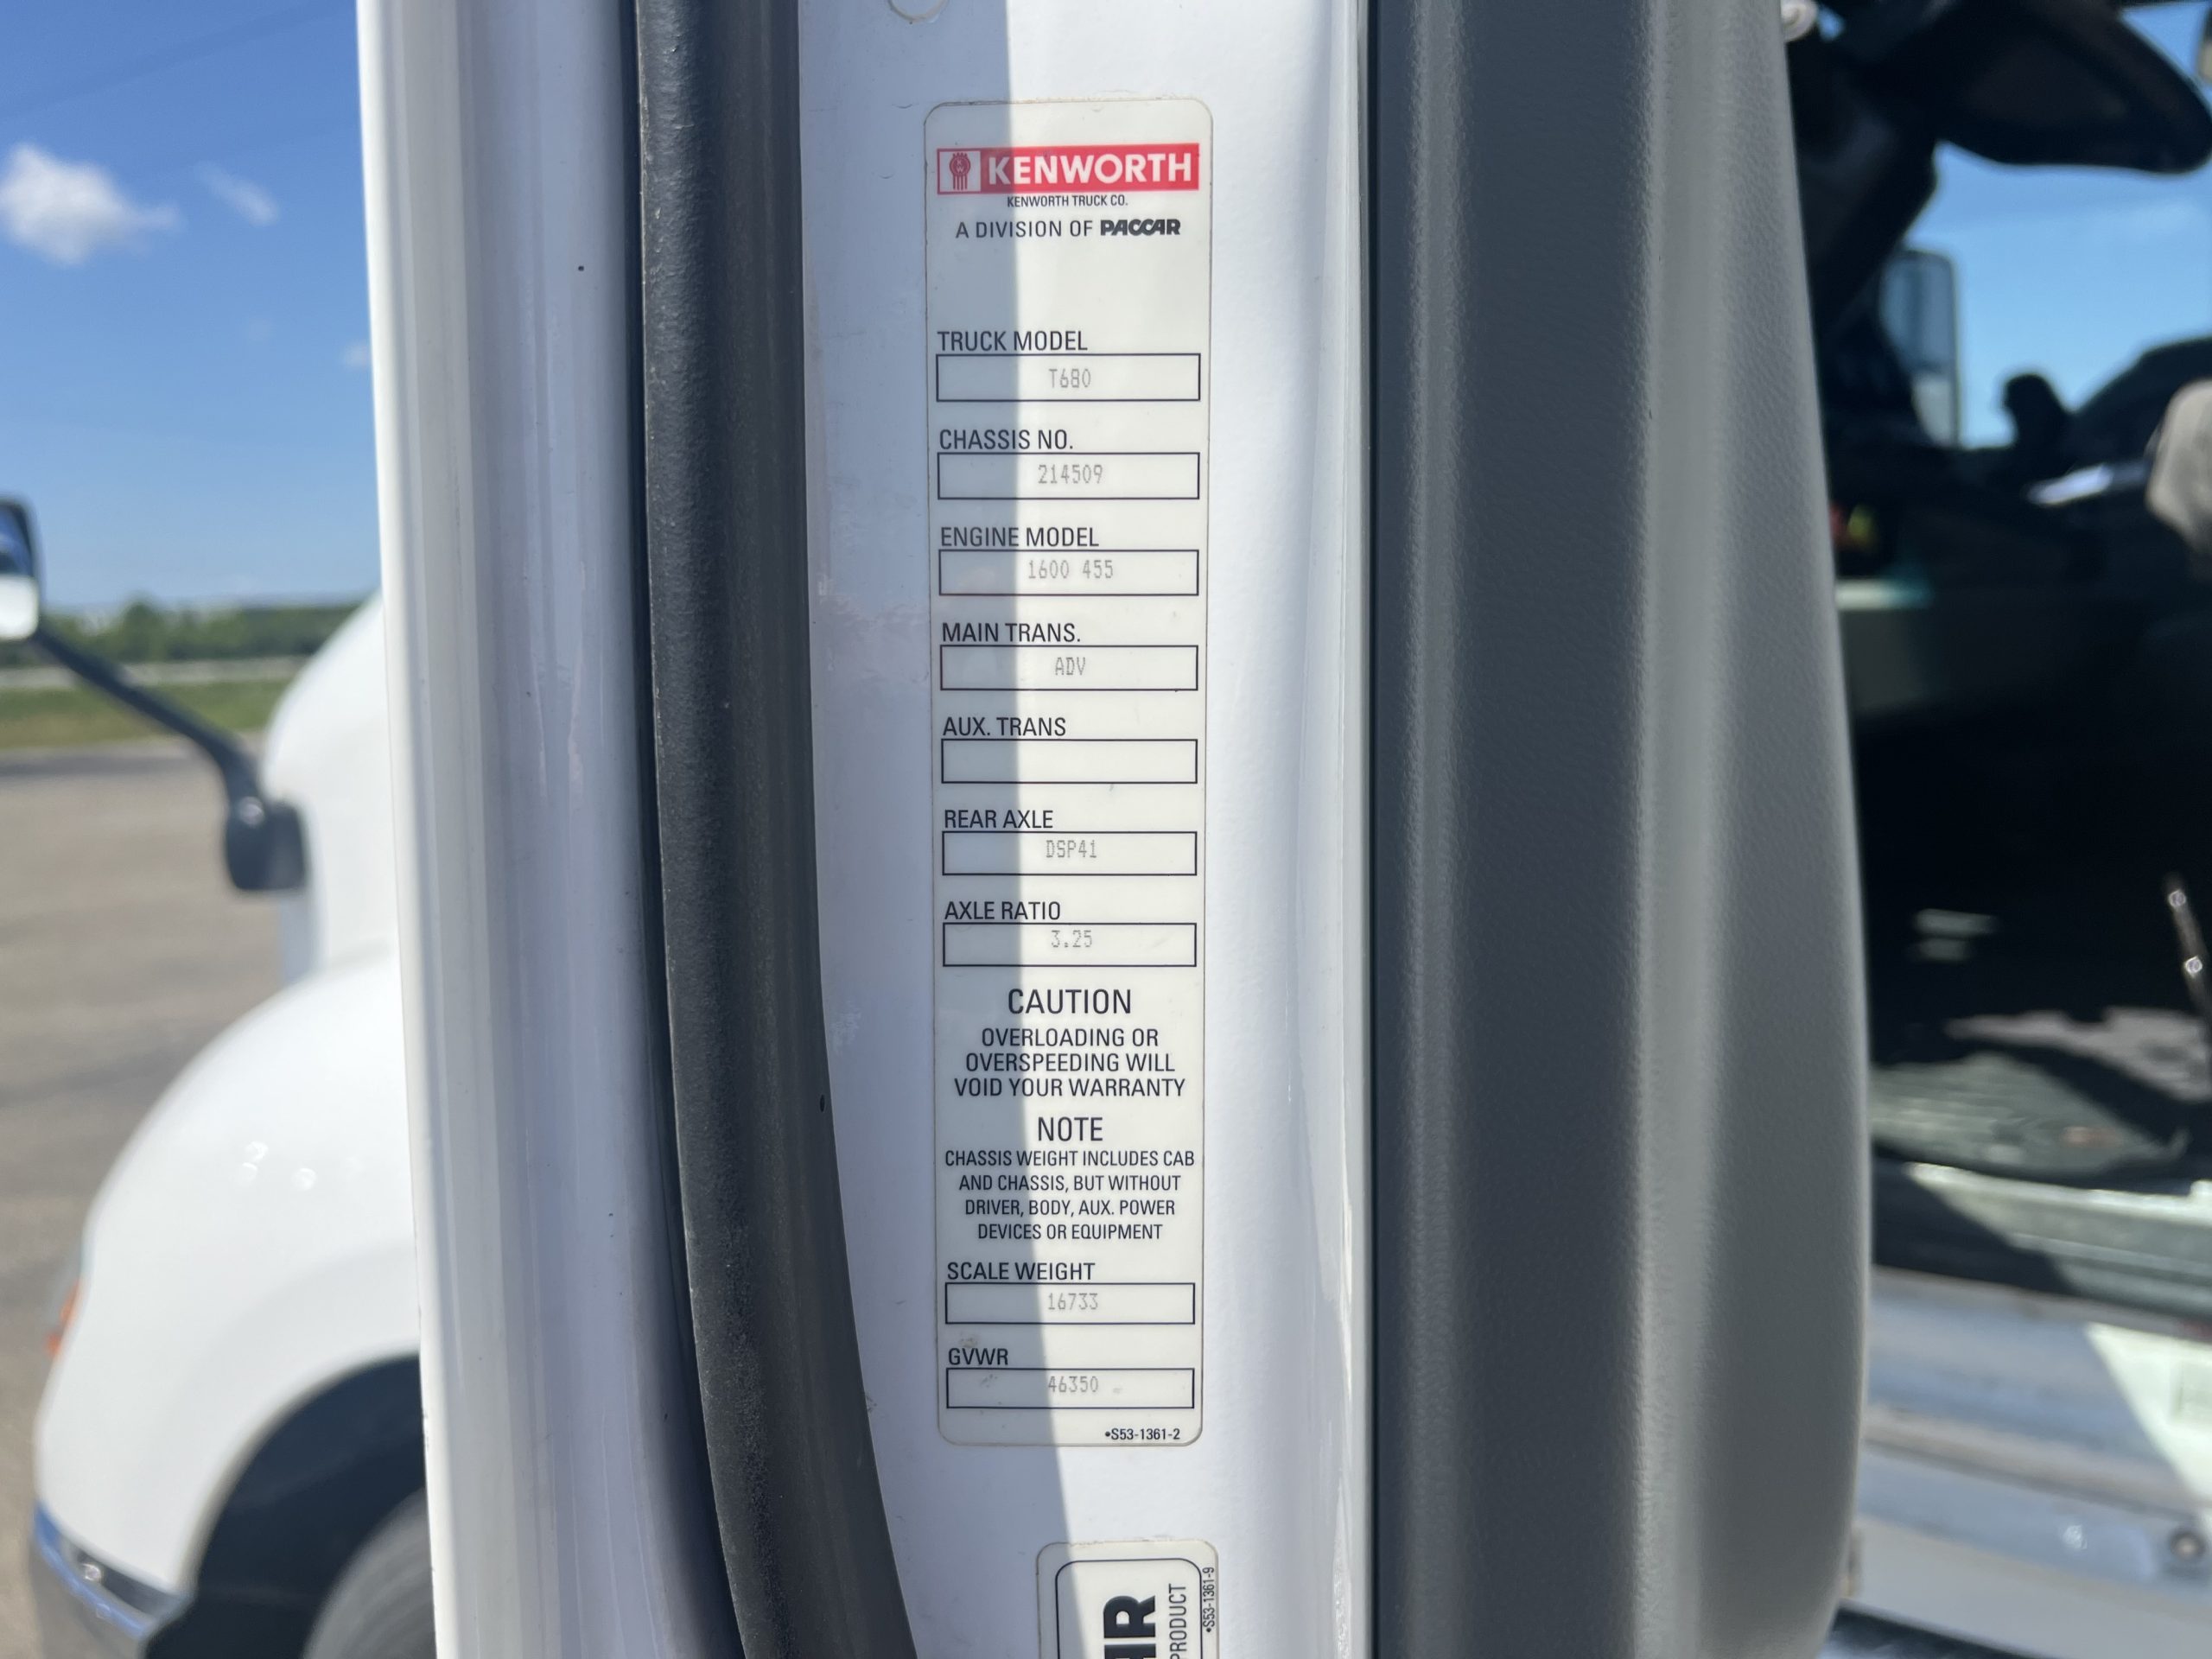 KENWORTH
KENWORTH TRUCK CO.
A DIVISION OF PACCAR
TRUCK MODEL
T680
CHASSIS NO.
214509
ENGINE MODEL
1600 455
MAIN TRANS.
ADV
AUX. TRANS
REAR AXLE
DSP41
AXLE RATIO
3.25
CAUTION
OVERLOADING OR
OVERSPEEDING WILL
VOID YOUR WARRANTY
NOTE
CHASSIS WEIGHT INCLUDES CAB
AND CHASSIS, BUT WITHOUT
DRIVER, BODY, AUX. POWER
DEVICES OR EQUIPMENT
SCALE WEIGHT
16733
GVWR
46350
•S53-1361-2
PRODUCT
•S53-1361-9